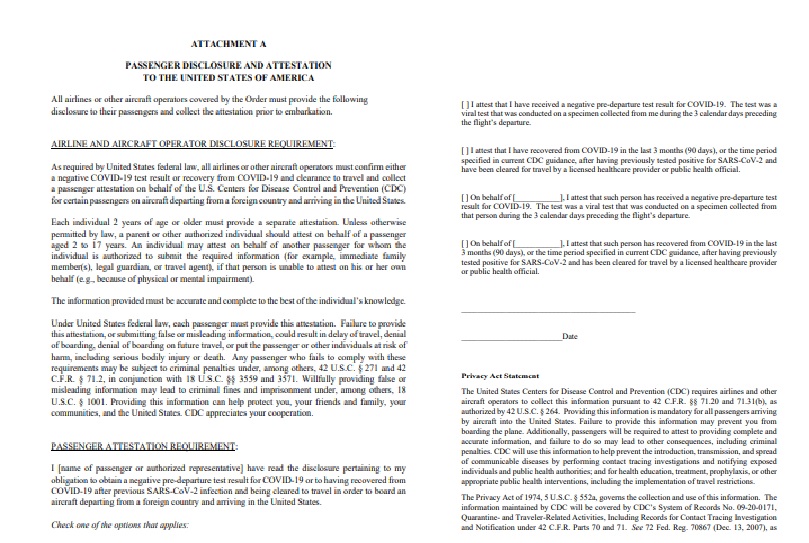 ATTACHMENT A
PASSENGER DISCLOSURE AND ATTESTATION
TO THE UNITED STATES OF AMERICA
All airlines or other aircraft operators covered by the Order must provide the following
disclosure to their passengers and collect the attestation prior to embarkation.
AIRLINE AND AIRCRAFT OPERATOR DISCLOSURE REQUIREMENT:
As required by United States federal law, all airlines or other aircraft operators must confirm either
a negative COVID-19 test result or recovery from COVID-19 and clearance to travel and collect
a passenger attestation on behalf of the U.S. Centers for Disease Control and Prevention (CDC)
for certain passengers on aircraft departing from a foreign country and arriving in the United States.
Each individual 2 years of age or older must provide a separate attestation. Unless otherwise
permitted by law, a parent or other authorized individual should attest on behalf of a passenger
aged 2 to 17 years. An individual may attest on behalf of another passenger for whom the
individual is authorized to submit the required information (for example, immediate family
member(s), legal guardian, or travel agent), if that person is unable to attest on his or her own
behalf (e.g., because of physical or mental impairment).
The information provided must be accurate and complete to the best of the individual's knowledge.
Under United States federal law, each passenger must provide this attestation. Failure to provide
this attestation, or submitting false or misleading information, could result in delay of travel, denial
of boarding, denial of boarding on future travel, or put the passenger or other individuals at risk of
harm, including serious bodily injury or death. Any passenger who fails to comply with these
requirements may be subject to criminal penalties under, among others, 42 U.S.C. § 271 and 42
C.F.R. § 71.2, in conjunction with 18 U.S.C. §§ 3559 and 3571. Willfully providing false or
misleading information may lead to criminal fines and imprisonment under, among others, 18
U.S.C. § 1001. Providing this information can help protect you, your friends and family, your
communities, and the United States. CDC appreciates your cooperation.
PASSENGER ATTESTATION REQUIREMENT:
I [name of passenger or authorized representative] have read the disclosure pertaining to my
obligation to obtain a negative pre-departure test result for COVID-19 or to having recovered from
COVID-19 after previous SARS-CoV-2 infection and being cleared to travel in order to board an
aircraft departing from a foreign country and arriving in the United States.
Check one of the options that applies:
[ ] I attest that I have received a negative pre-departure test result for COVID-19. The test was a
viral test that was conducted on a specimen collected from me during the 3 calendar days preceding
the flight's departure.
[ ] I attest that I have recovered from COVID-19 in the last 3 months (90 days), or the time period
specified in current CDC guidance, after having previously tested positive for SARS-CoV-2 and
have been cleared for travel by a licensed healthcare provider or public health official.
[ ] On behalf of [____________], I attest that such person has received a negative pre-departure test
result for COVID-19. The test was a viral test that was conducted on a specimen collected from
that person during the 3 calendar days preceding the flight's departure.
[ ] On behalf of [____________], I attest that such person has recovered from COVID-19 in the last
3 months (90 days), or the time period specified in current CDC guidance, after having previously
tested positive for SARS-CoV-2 and has been cleared for travel by a licensed healthcare provider
or public health official.
Date
Privacy Act Statement
The United States Centers for Disease Control and Prevention (CDC) requires airlines and other
aircraft operators to collect this information pursuant to 42 C.F.R. §§ 71.20 and 71.31(b), as
authorized by 42 U.S.C. § 264. Providing this information is mandatory for all passengers arriving
by aircraft into the United States. Failure to provide this information may prevent you from
boarding the plane. Additionally, passengers will be required to attest to providing complete and
accurate information, and failure to do so may lead to other consequences, including criminal
penalties. CDC will use this information to help prevent the introduction, transmission, and spread
of communicable diseases by performing contact tracing investigations and notifying exposed
individuals and public health authorities; and for health education, treatment, prophylaxis, or other
appropriate public health interventions, including the implementation of travel restrictions.
The Privacy Act of 1974, 5 U.S.C. § 552a, governs the collection and use of this information. The
information maintained by CDC will be covered by CDC's System of Records No. 09-20-0171,
Quarantine- and Traveler-Related Activities, Including Records for Contact Tracing Investigation
and Notification under 42 C.F.R. Parts 70 and 71. See 72 Fed. Reg. 70867 (Dec. 13, 2007), as